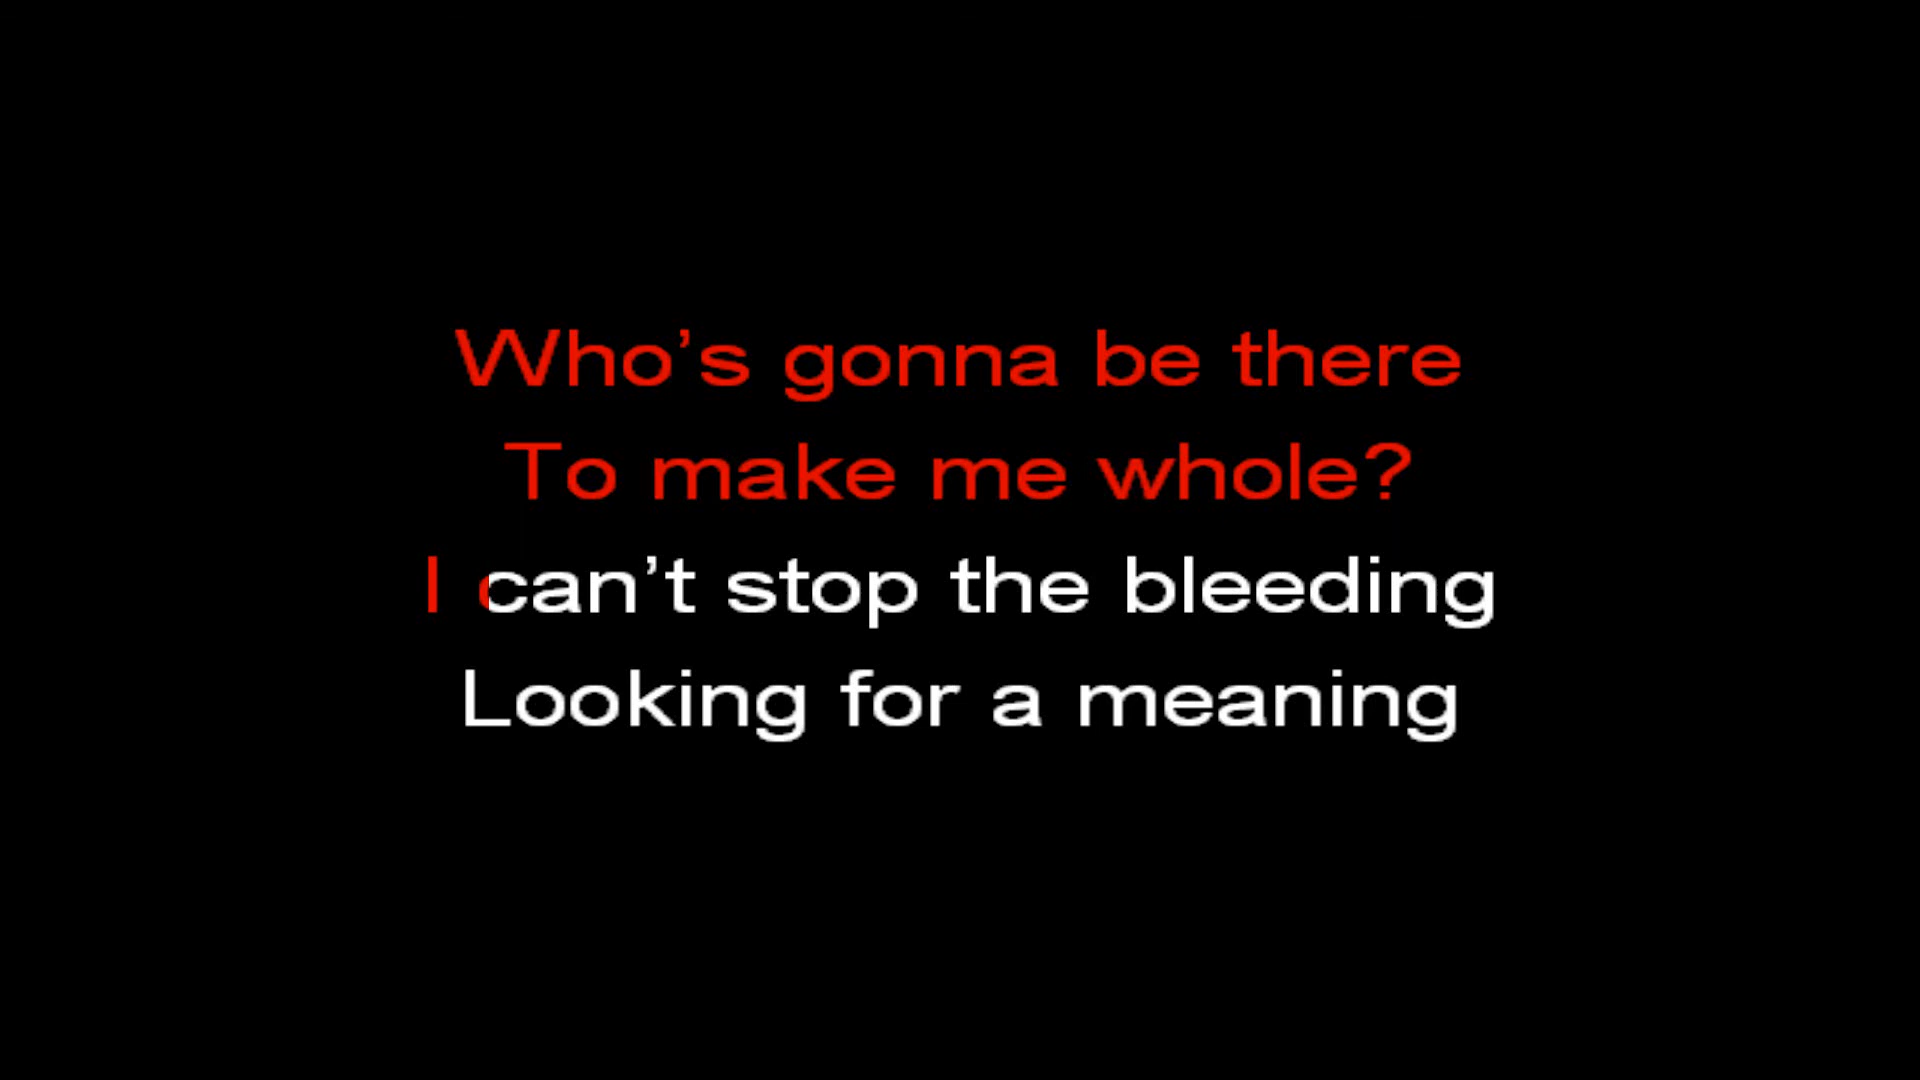 Who’s gonna be there
To make me whole?
I can’t stop the bleeding
Looking for a meaning